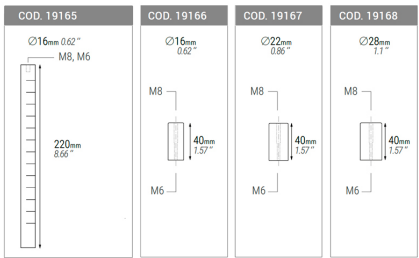 COD. 19165
Ø16mm 0.62"
M8, M6
220mm
8.66"
COD. 19166
Ø16mm
0.62"
M8
40mm
1.57"
M6
COD. 19167
Ø22mm
0.86"
M8
40mm
1.57"
M6
COD. 19168
Ø28mm
1.1"
M8
40mm
1.57"
M6